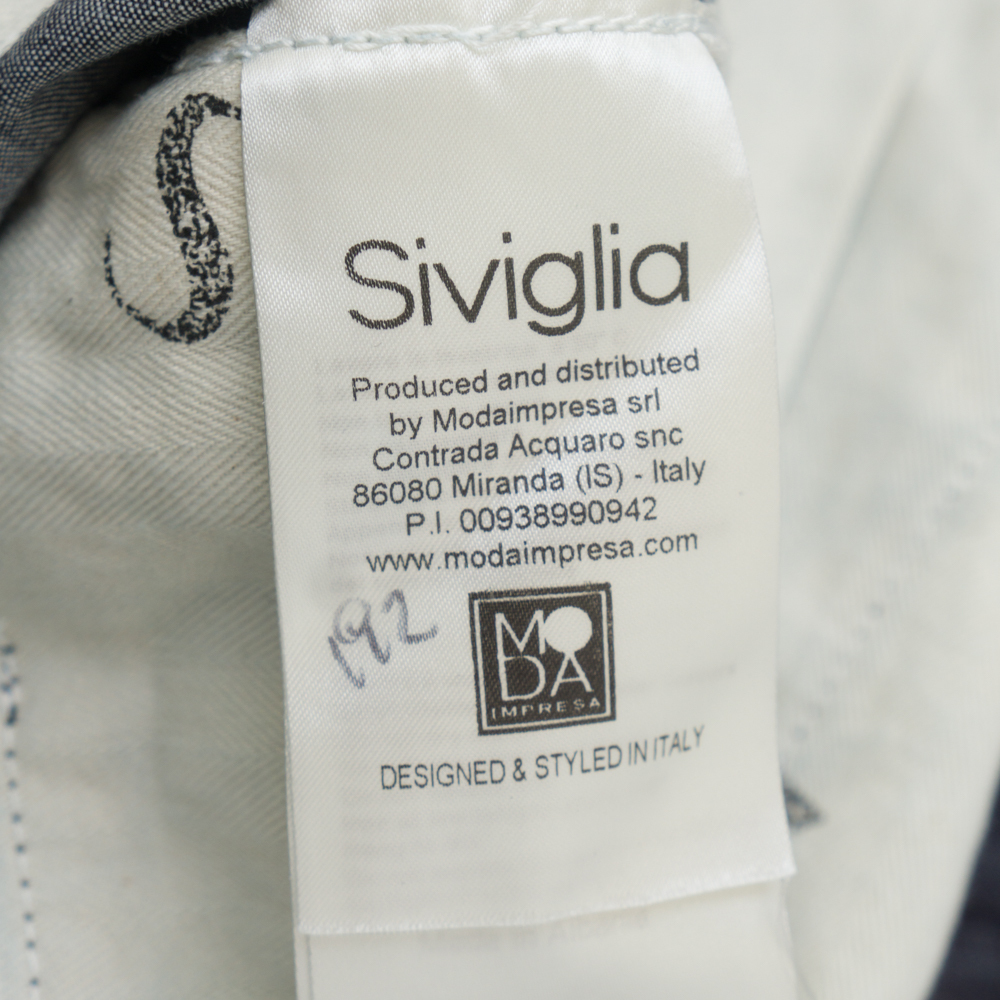 S
Siviglia
Produced and distributed
by Modaimpresa srl
Contrada Acquaro snc
86080 Miranda (IS) - Italy
P.I. 00938990942
www.modaimpresa.com
192
MODA
IMPRESA
DESIGNED & STYLED IN ITALY